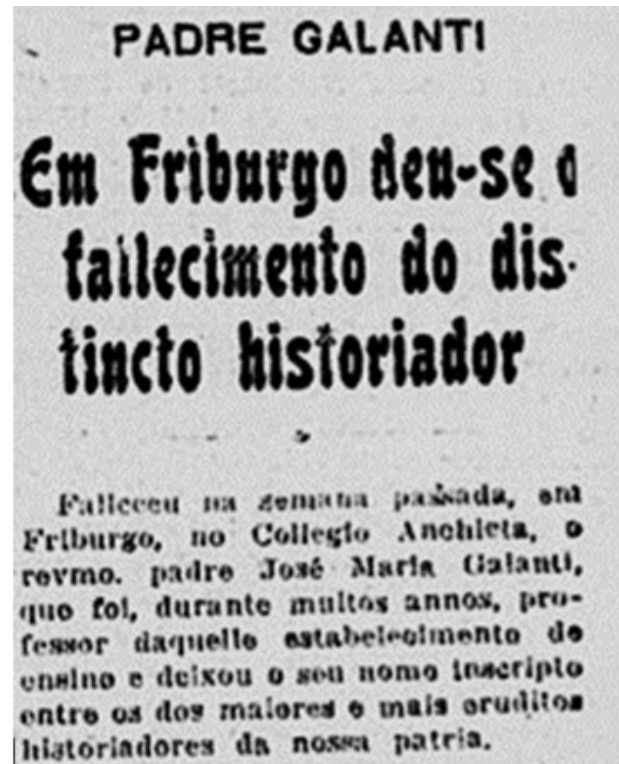 PADRE GALANTI
Em Friburgo deu-se o
fallecimento do dis-
tincto historiador
Falleceu na semana passada, em
Friburgo, no Collegio Anchieta, o
revmo. padre José Maria Galanti,
que foi, durante muitos annos, pro-
fessor daquelle estabelecimento de
ensino e deixou o seu nome inscripto
entre os dos maiores e mais eruditos
historiadores da nossa patria.